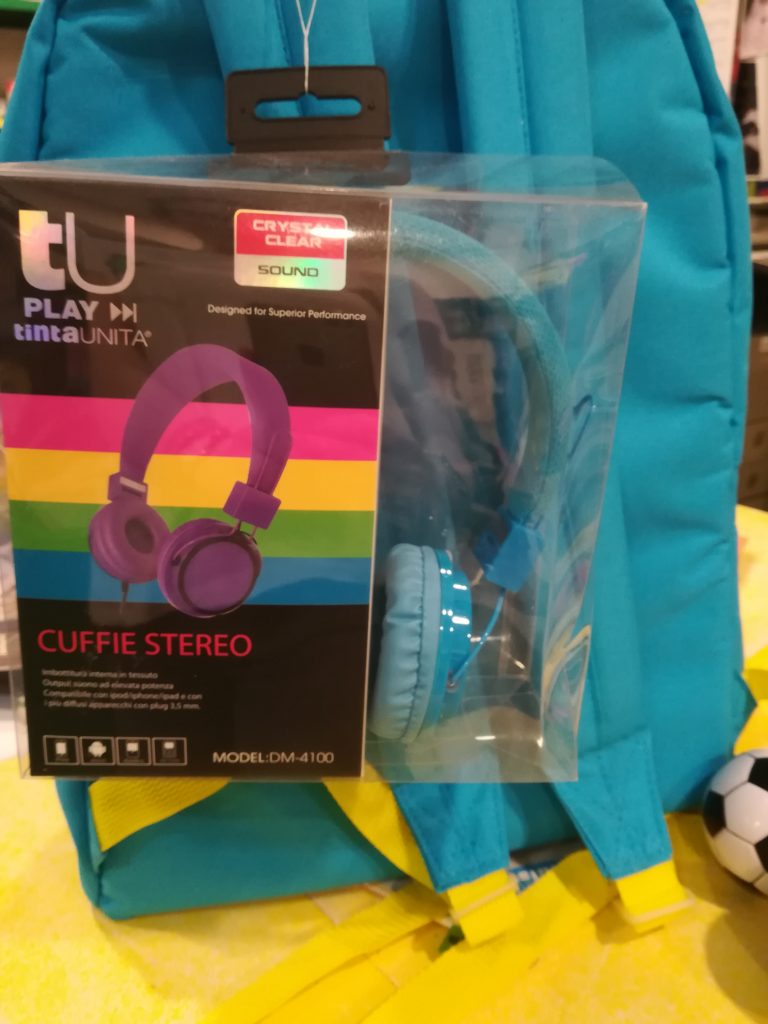 tU
PLAY
tintaUNITA®
CRYSTAL
CLEAR
SOUND
Designed for Superior Performance
CUFFIE STEREO
Imbottitura interna in tessuto
Output suono ad elevata potenza
Compatibile con ipod/iphone/ipad e con
i più diffusi apparecchi con plug 3,5 mm.
MODEL:DM-4100